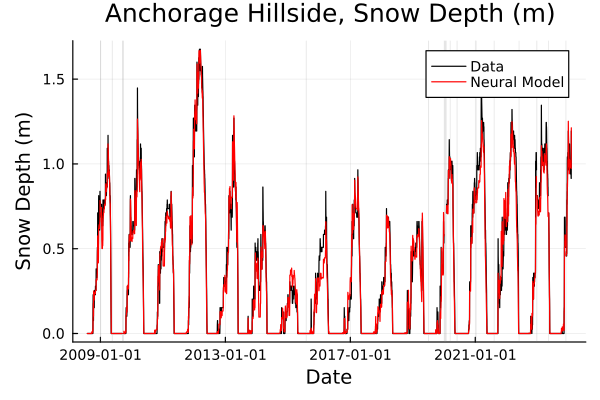 Anchorage Hillside, Snow Depth (m)
Data
Neural Model
Snow Depth (m)
1.5
1.0
0.5
0.0
2009-01-01
2013-01-01
2017-01-01
2021-01-01
Date